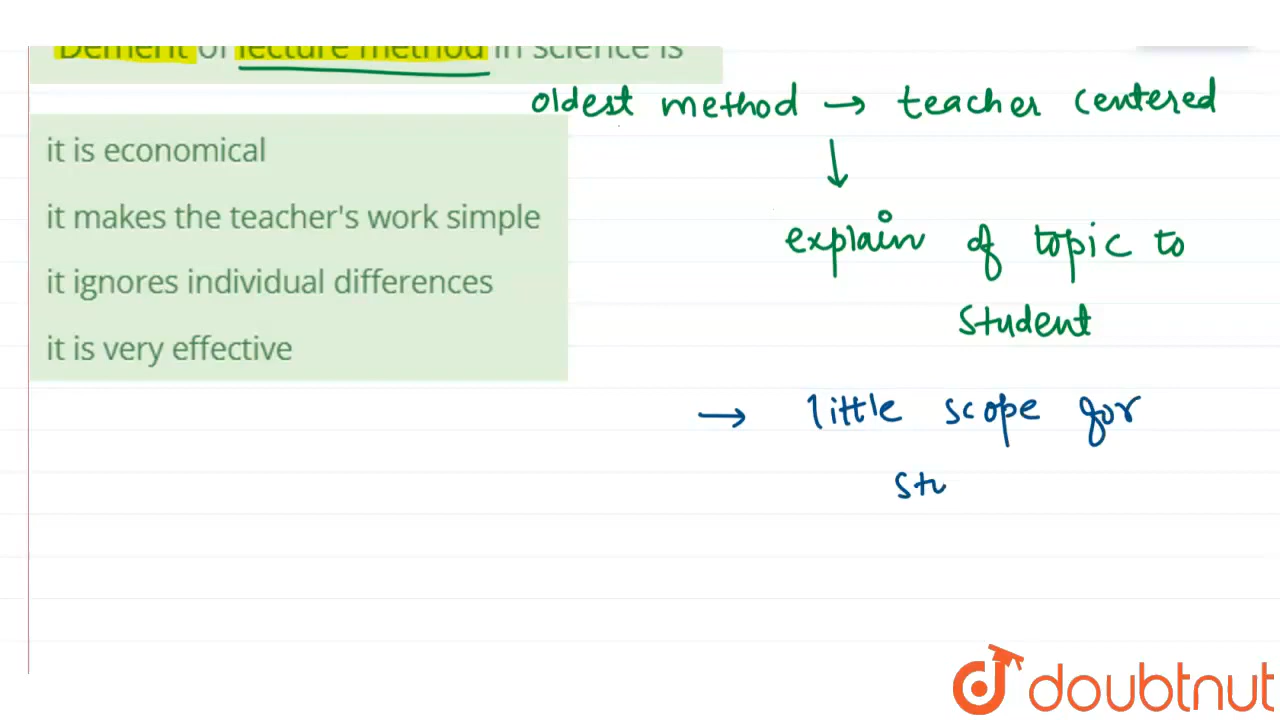 Demerit of lecture method in science is
oldest method → teacher centered
↓
it is economical
it makes the teacher's work simple
it ignores individual differences
it is very effective
explain of topic to
student
→ little scope for
stu
doubtnut